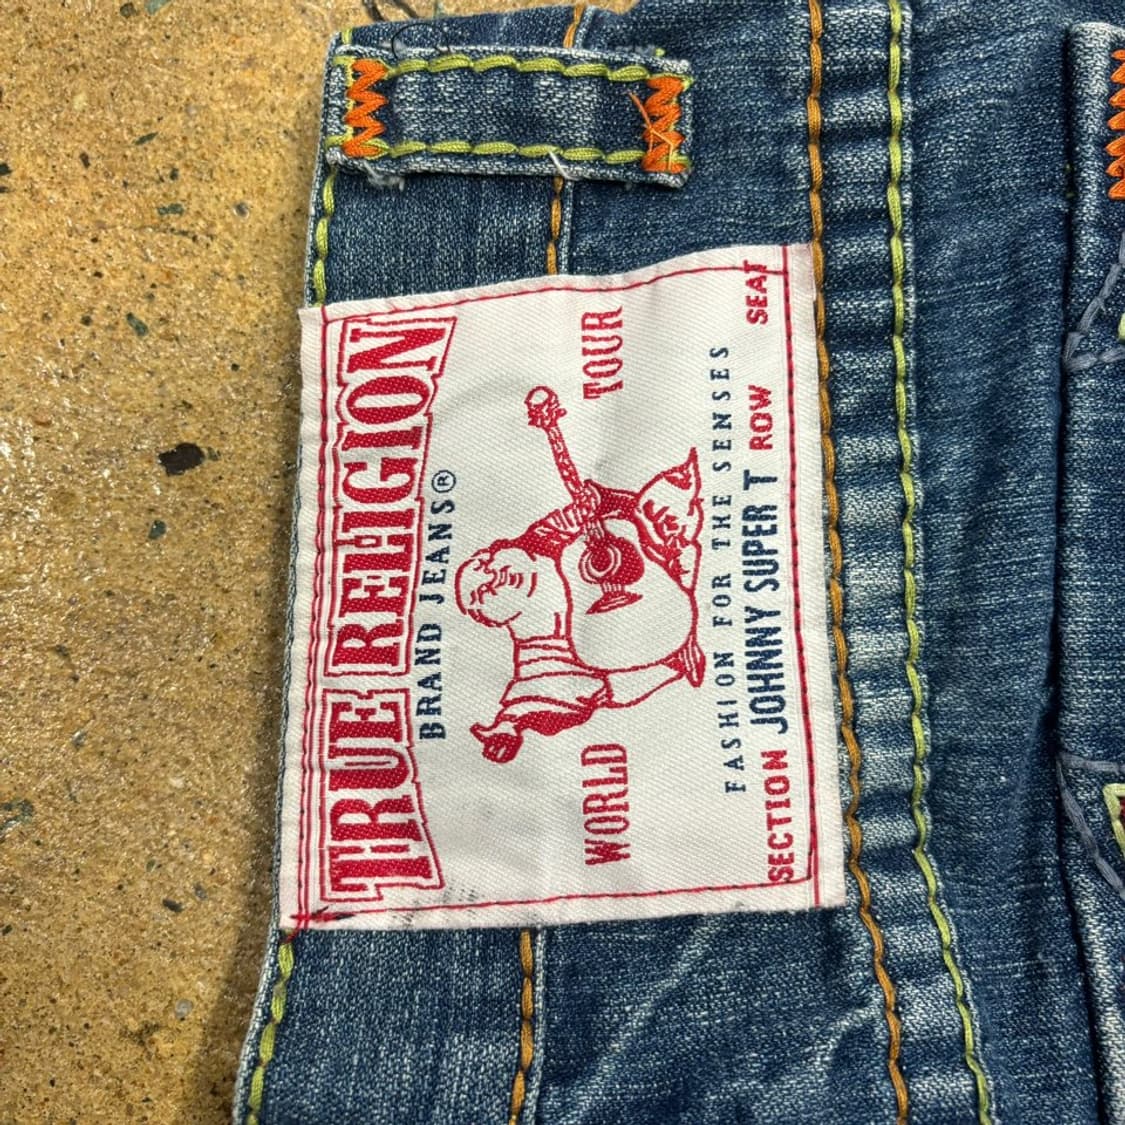 TRUE RELIGION
BRAND JEANS®
WORLD TOUR
FASHION FOR THE SENSES
SECTION JOHNNY SUPER T ROW SEAT